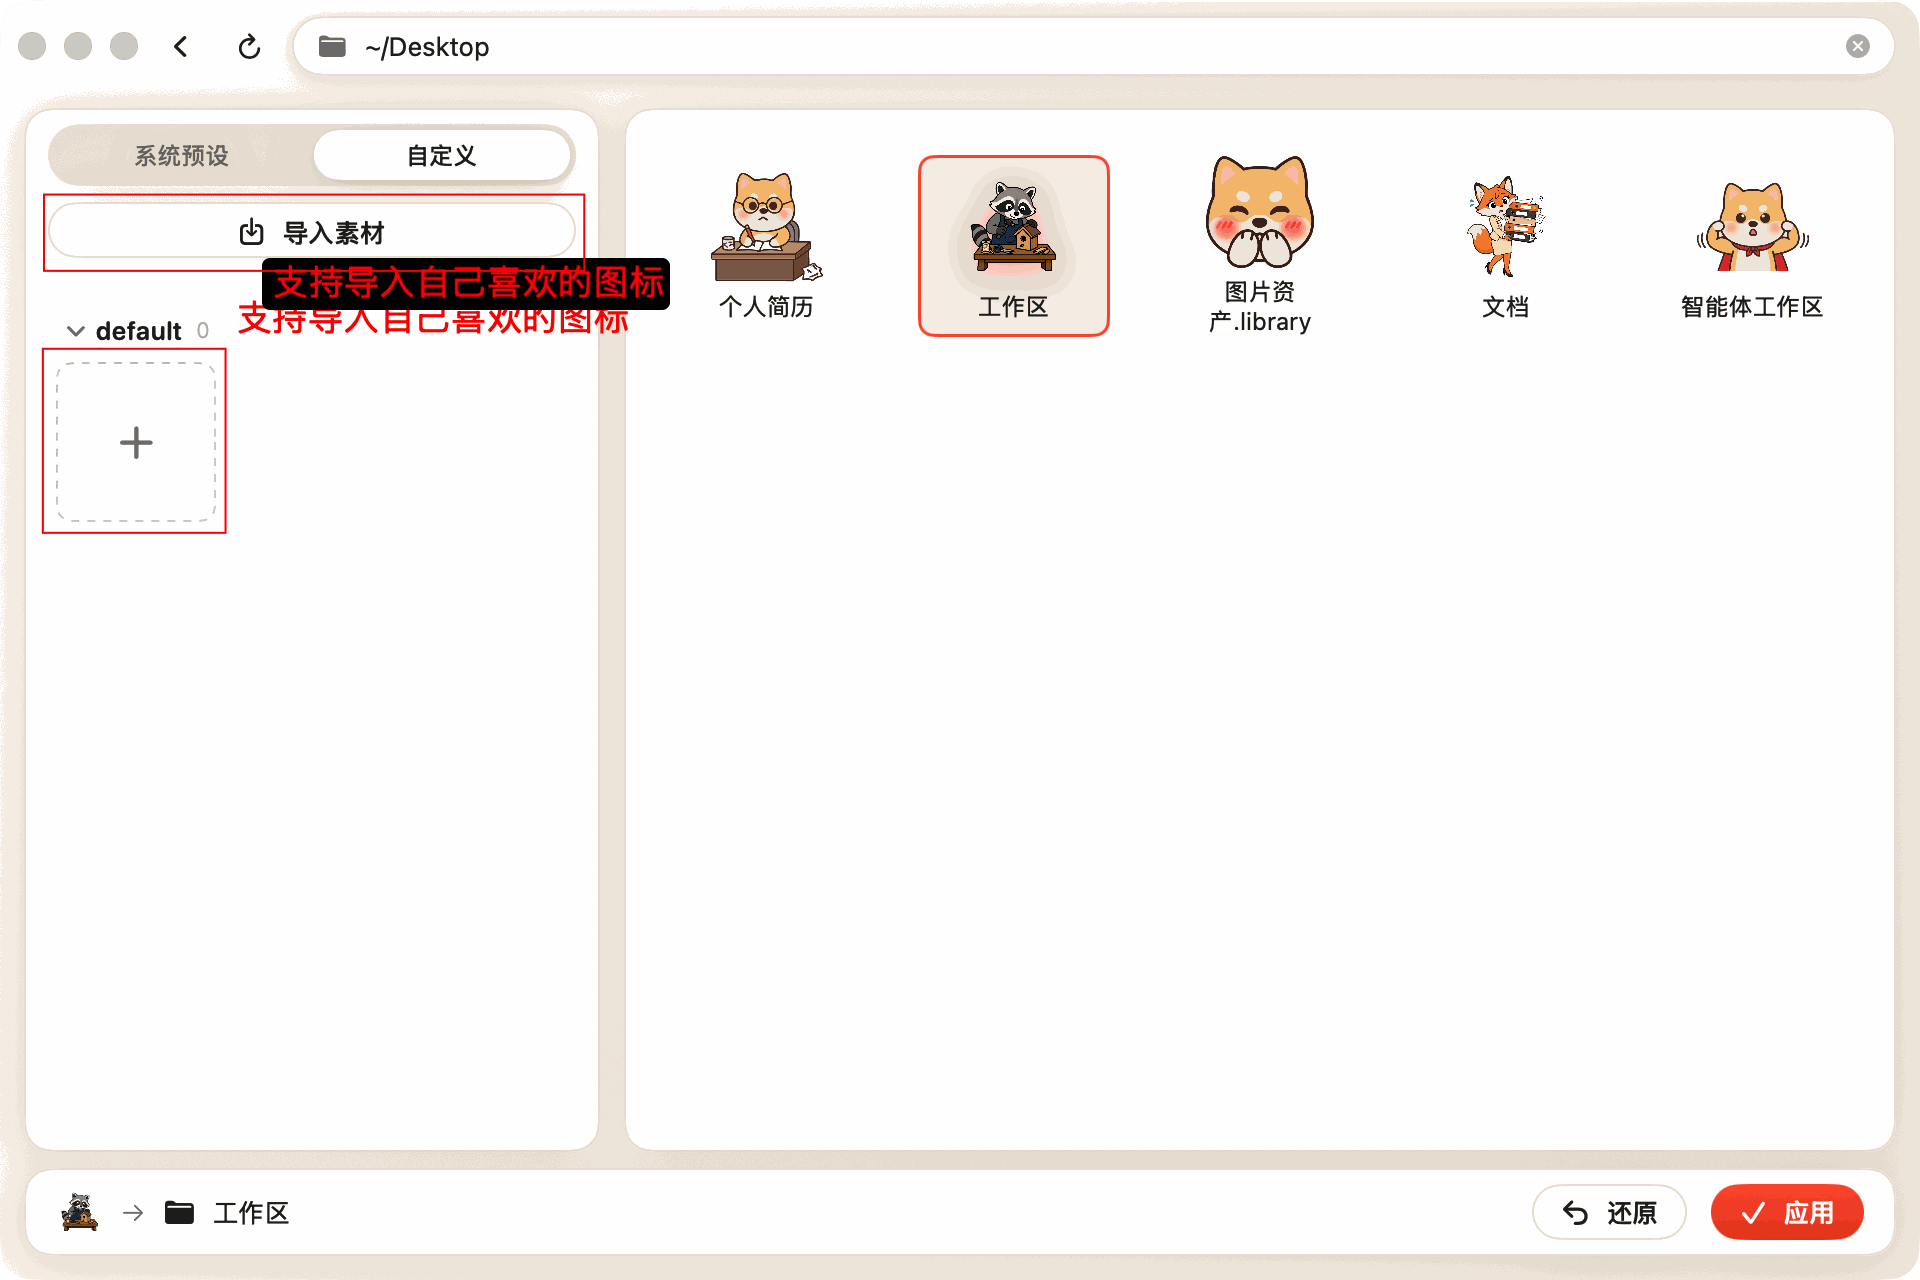 ~/Desktop
系统预设
自定义
导入素材
支持导入自己喜欢的图标
支持导入自己喜欢的图标
default 0
个人简历
工作区
图片资
产.library
文档
智能体工作区
工作区
还原
应用